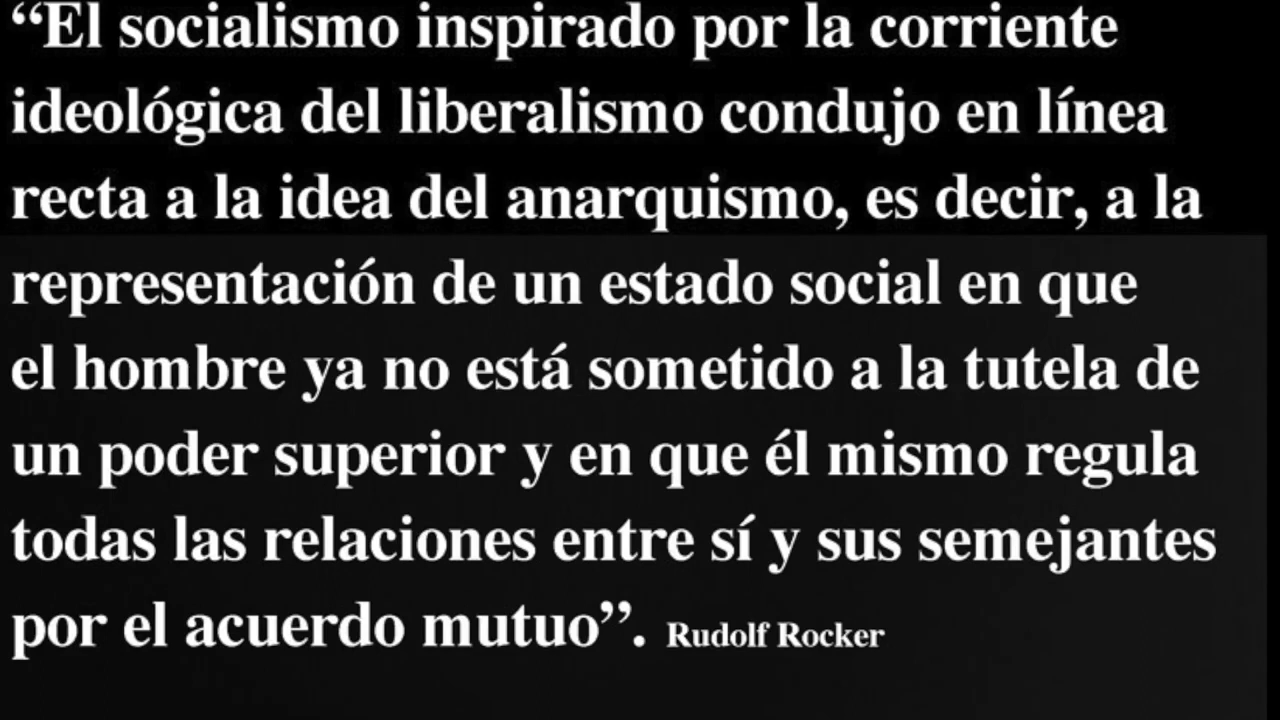 “El socialismo inspirado por la corriente
ideológica del liberalismo condujo en línea
recta a la idea del anarquismo, es decir, a la
representación de un estado social en que
el hombre ya no está sometido a la tutela de
un poder superior y en que él mismo regula
todas las relaciones entre sí y sus semejantes
por el acuerdo mutuo”. Rudolf Rocker